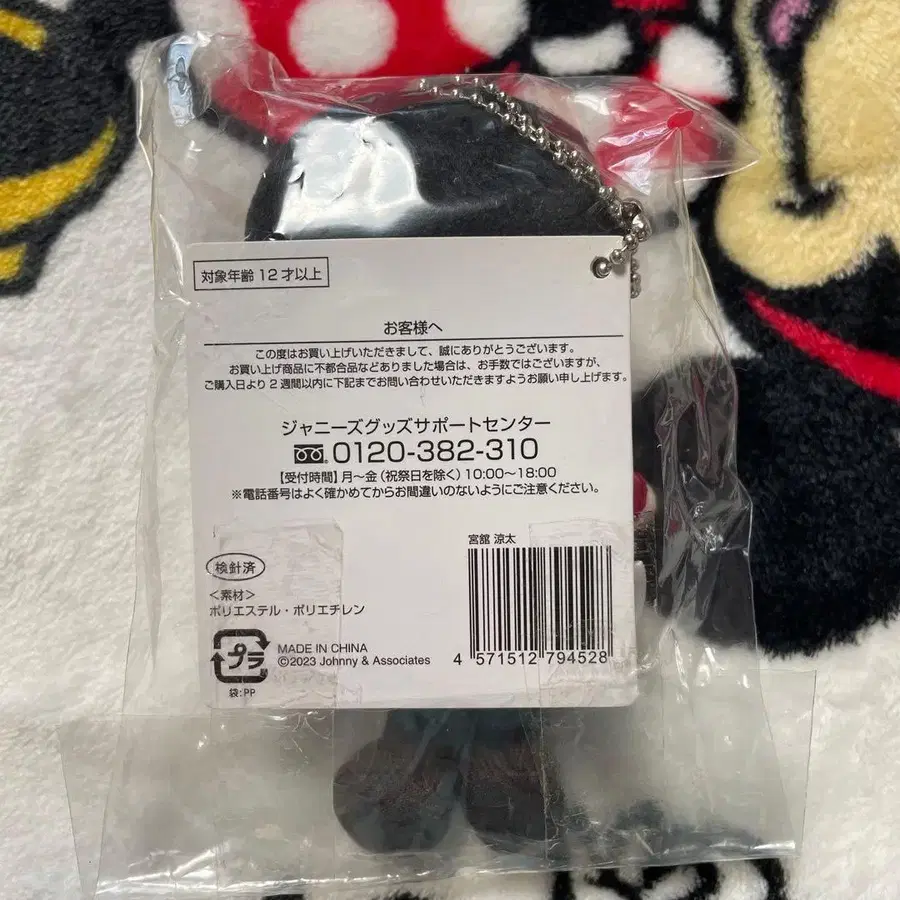 対象年齢 12 才以上
お客様へ
この度はお買い上げいただきまして、誠にありがとうございます。
お買い上げ商品に不都合品などありました場合は、お手数ではございますが、
ご購入日より 2 週間以内に下記までお問い合わせいただきますようお願い申し上げます。
ジャニーズグッズサポートセンター
0120-382-310
【受付時間】月～金(祝祭日を除く)10:00～18:00
※電話番号はよく確かめてからお間違いのないようにご注意ください。
宮舘 涼太
検針済
＜素材＞
ポリエステル・ポリエチレン
プラ
袋:PP
MADE IN CHINA
©2023 Johnny & Associates
4 571512 794528